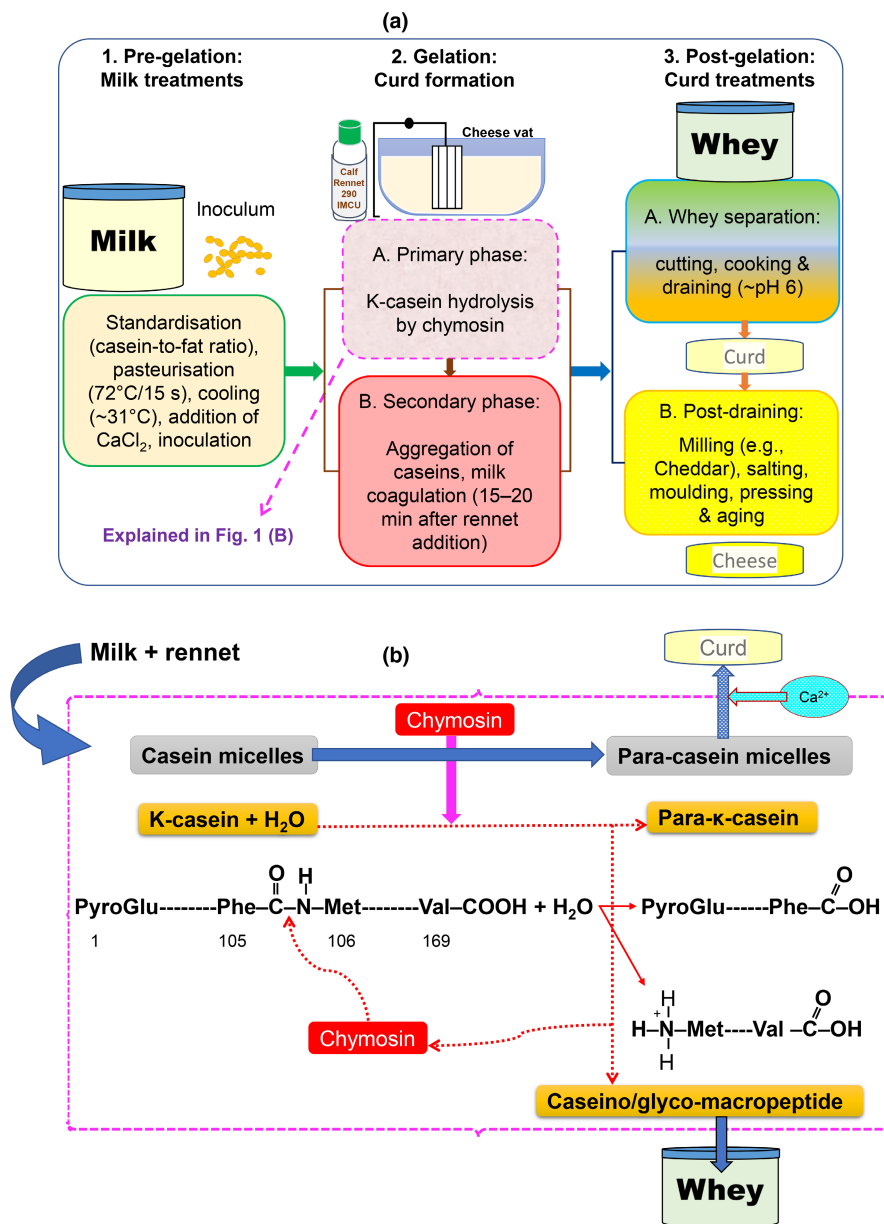 (a)
1. Pre-gelation:
Milk treatments
2. Gelation:
Curd formation
3. Post-gelation:
Curd treatments
Milk
Inoculum
Standardisation
(casein-to-fat ratio),
pasteurisation
(72°C/15 s), cooling
(~31°C), addition of
CaCl₂, inoculation
Explained in Fig. 1 (B)
Calf
Rennet
290
IMCU
Cheese vat
A. Primary phase:
K-casein hydrolysis
by chymosin
B. Secondary phase:
Aggregation of
caseins, milk
coagulation (15–20
min after rennet
addition)
Whey
A. Whey separation:
cutting, cooking &
draining (~pH 6)
Curd
B. Post-draining:
Milling (e.g.,
Cheddar), salting,
moulding, pressing
& aging
Cheese
(b)
Milk + rennet
Curd
Ca²⁺
Chymosin
Casein micelles
Para-casein micelles
K-casein + H₂O
Para-κ-casein
O
H
PyroGlu--------Phe–C–N–Met--------Val–COOH + H₂O
1
105
106
169
O
PyroGlu------Phe–C–OH
H
O
H–N–Met----Val –C–OH
+
H
Chymosin
Caseino/glyco-macropeptide
Whey